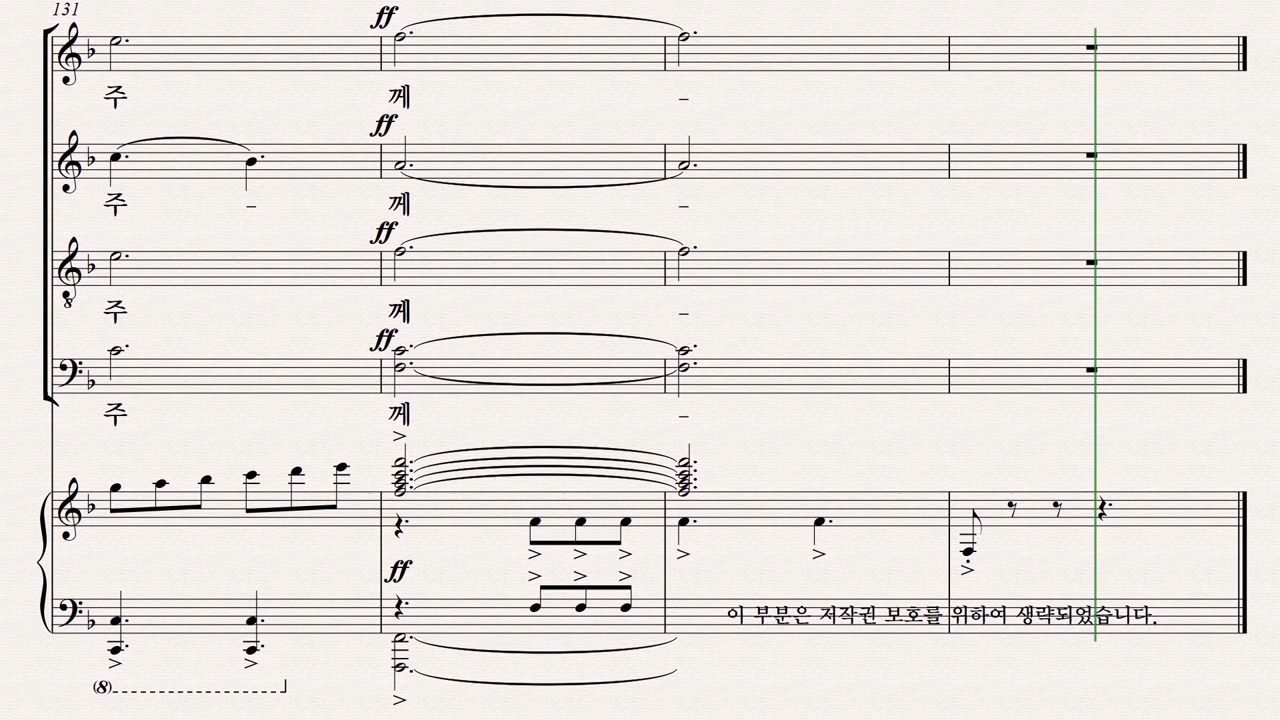 131
ff
주 께 –
ff
주 – 께 –
ff
주 께 –
ff
주 께 –
ff
이 부분은 저작권 보호를 위하여 생략되었습니다.
(8)